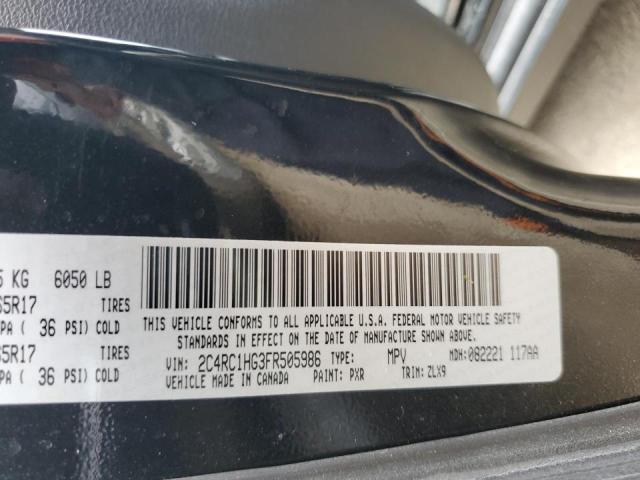 KG 6050 LB
5R17 TIRES
PA ( 36 PSI) COLD
5R17 TIRES
PA ( 36 PSI) COLD
THIS VEHICLE CONFORMS TO ALL APPLICABLE U.S.A. FEDERAL MOTOR VEHICLE SAFETY
STANDARDS IN EFFECT ON THE DATE OF MANUFACTURE SHOWN ABOVE.
VIN: 2C4RC1HG3FR505986 TYPE: MPV MDH: 082221 117AA
VEHICLE MADE IN CANADA PAINT: PXR TRIM: ZLX9